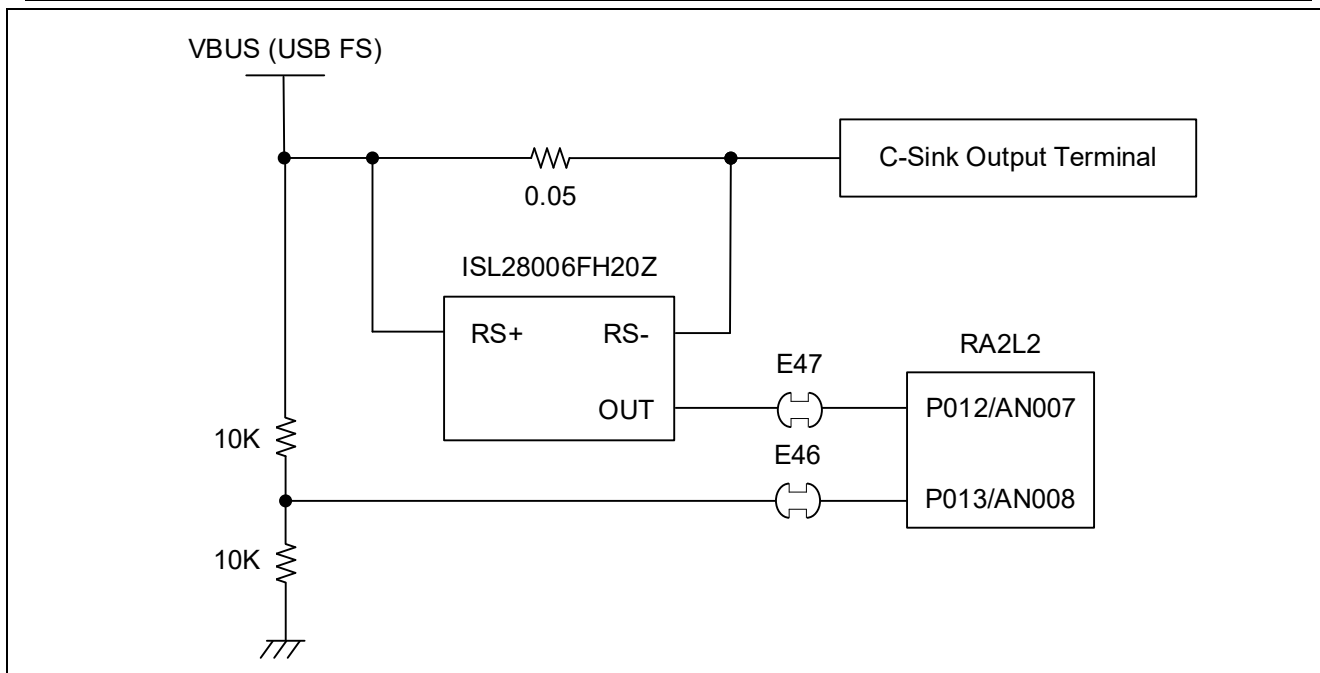 VBUS (USB FS)
C-Sink Output Terminal
0.05
ISL28006FH20Z
RS+ RS-
OUT
E47
RA2L2
P012/AN007
10K
E46
P013/AN008
10K